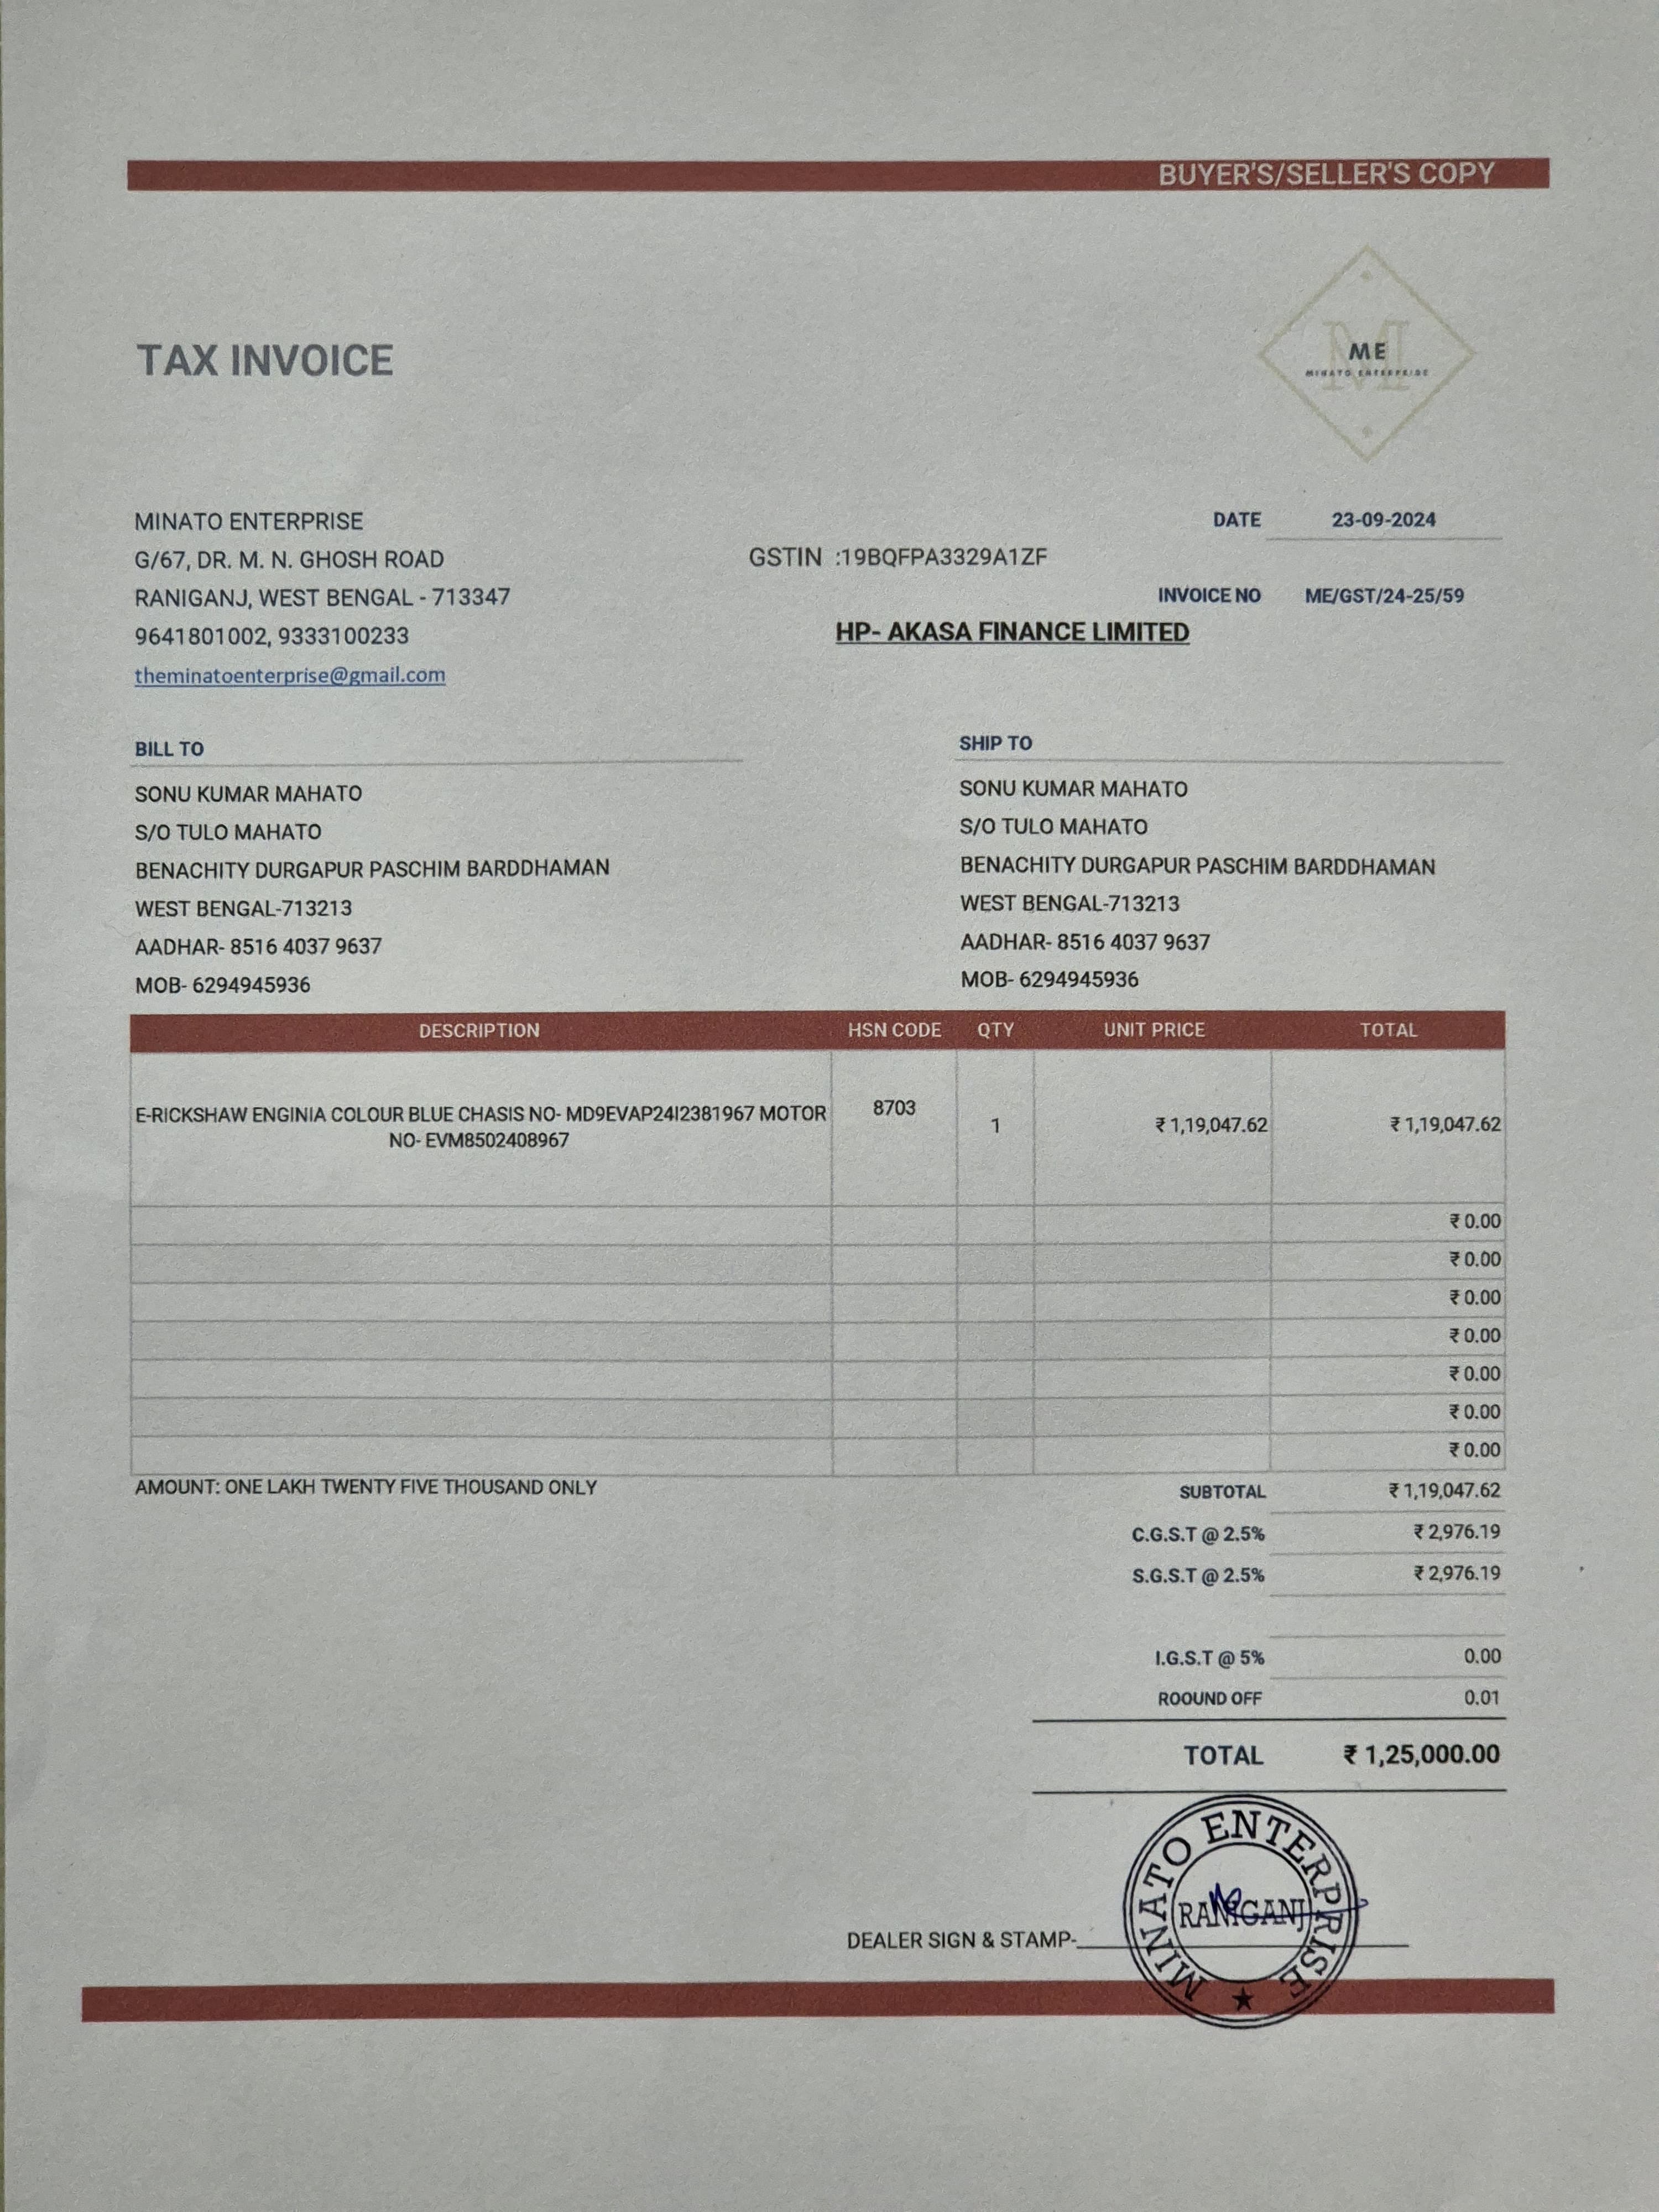 BUYER'S/SELLER'S COPY
TAX INVOICE
ME
MINATO ENTERPRISE
MINATO ENTERPRISE
G/67, DR. M. N. GHOSH ROAD
RANIGANJ, WEST BENGAL - 713347
9641801002, 9333100233
theminatoenterprise@gmail.com
GSTIN :19BQFPA3329A1ZF
HP- AKASA FINANCE LIMITED
DATE 23-09-2024
INVOICE NO ME/GST/24-25/59
BILL TO
SONU KUMAR MAHATO
S/O TULO MAHATO
BENACHITY DURGAPUR PASCHIM BARDDHAMAN
WEST BENGAL-713213
AADHAR- 8516 4037 9637
MOB- 6294945936
SHIP TO
SONU KUMAR MAHATO
S/O TULO MAHATO
BENACHITY DURGAPUR PASCHIM BARDDHAMAN
WEST BENGAL-713213
AADHAR- 8516 4037 9637
MOB- 6294945936
DESCRIPTION HSN CODE QTY UNIT PRICE TOTAL
E-RICKSHAW ENGINIA COLOUR BLUE CHASIS NO- MD9EVAP24I2381967 MOTOR
NO- EVM8502408967
8703 1 ₹ 1,19,047.62 ₹ 1,19,047.62
₹ 0.00
₹ 0.00
₹ 0.00
₹ 0.00
₹ 0.00
₹ 0.00
₹ 0.00
AMOUNT: ONE LAKH TWENTY FIVE THOUSAND ONLY
SUBTOTAL ₹ 1,19,047.62
C.G.S.T @ 2.5% ₹ 2,976.19
S.G.S.T @ 2.5% ₹ 2,976.19
I.G.S.T @ 5% 0.00
ROOUND OFF 0.01
TOTAL ₹ 1,25,000.00
DEALER SIGN & STAMP-
MINATO ENTERPRISE
RANIGANJ